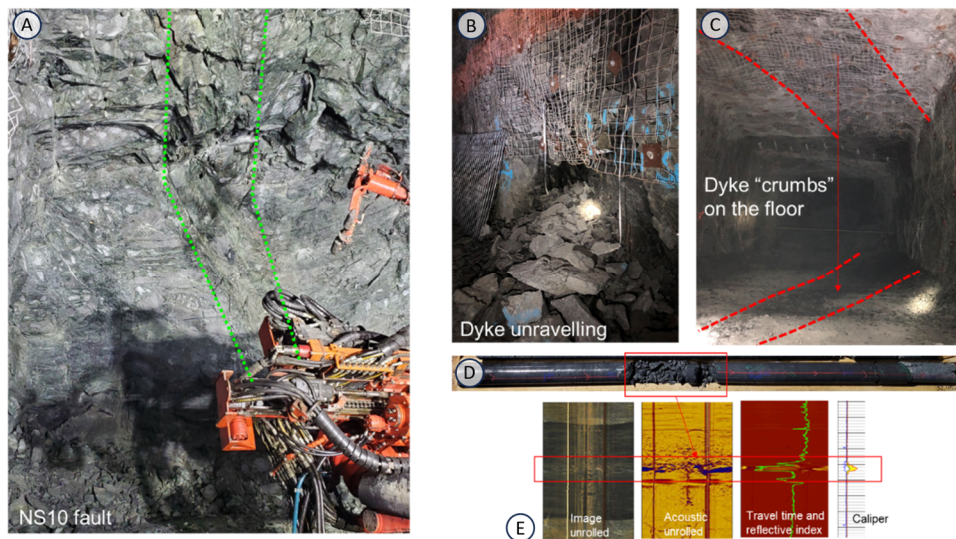 A
NS10 fault
B
Dyke unravelling
C
Dyke "crumbs"
on the floor
D
E
Image
unrolled
Acoustic
unrolled
Travel time and
reflective index
Caliper